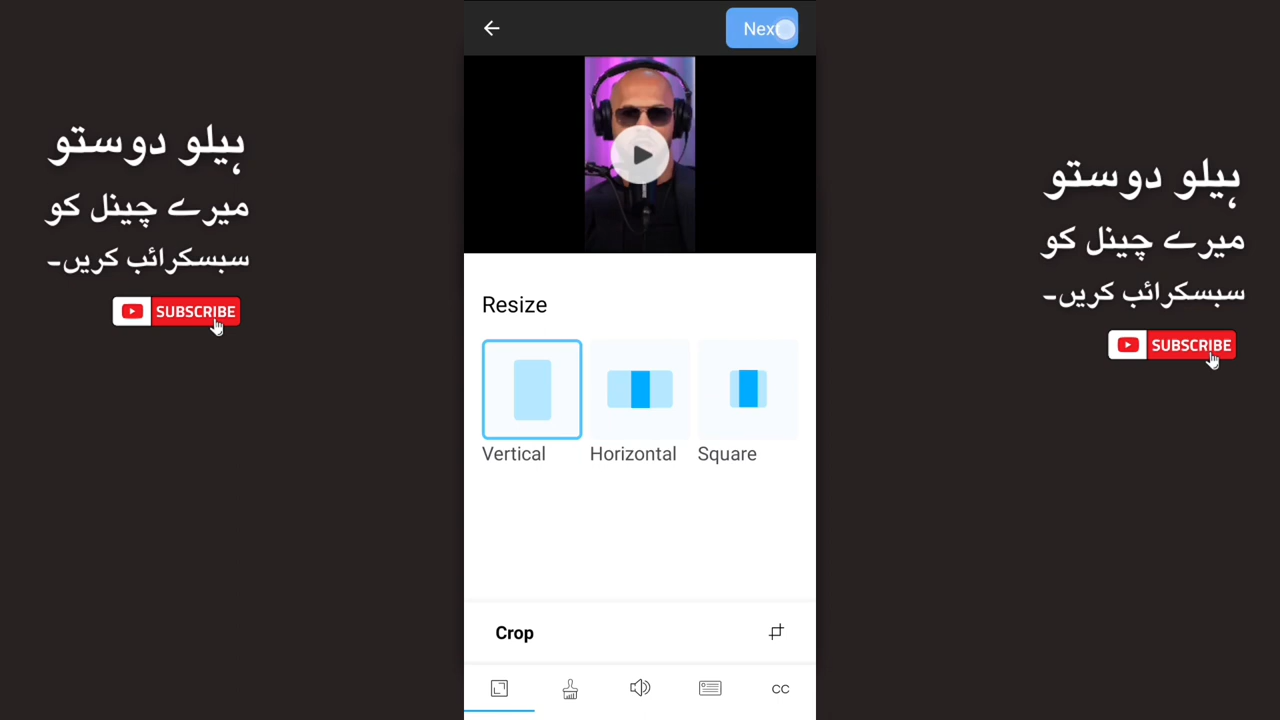 ہیلو دوستو
میرے چینل کو
سبسکرائب کریں۔
SUBSCRIBE
Next
Resize
Vertical Horizontal Square
Crop
CC
ہیلو دوستو
میرے چینل کو
سبسکرائب کریں۔
SUBSCRIBE